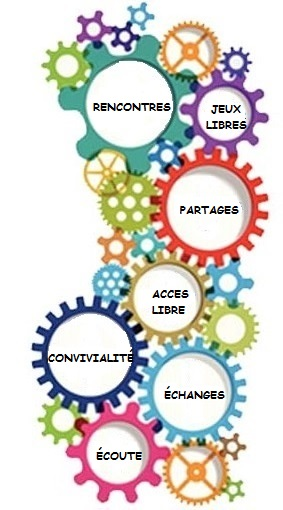 RENCONTRES
JEUX
LIBRES
PARTAGES
ACCES
LIBRE
CONVIVIALITÉ
ÉCHANGES
ÉCOUTE